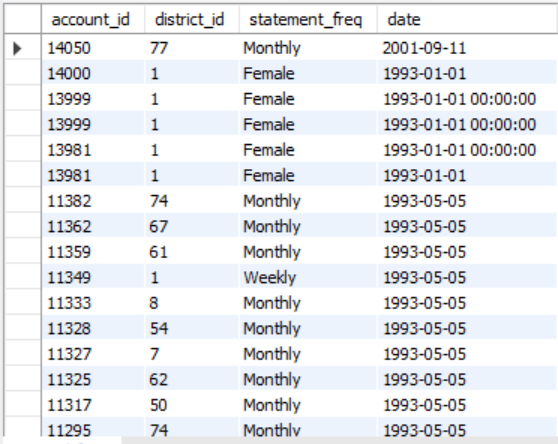 account_id district_id statement_freq date
14050 77 Monthly 2001-09-11
14000 1 Female 1993-01-01
13999 1 Female 1993-01-01 00:00:00
13999 1 Female 1993-01-01 00:00:00
13981 1 Female 1993-01-01 00:00:00
13981 1 Female 1993-01-01
11382 74 Monthly 1993-05-05
11362 67 Monthly 1993-05-05
11359 61 Monthly 1993-05-05
11349 1 Weekly 1993-05-05
11333 8 Monthly 1993-05-05
11328 54 Monthly 1993-05-05
11327 7 Monthly 1993-05-05
11325 62 Monthly 1993-05-05
11317 50 Monthly 1993-05-05
11295 74 Monthly 1993-05-05